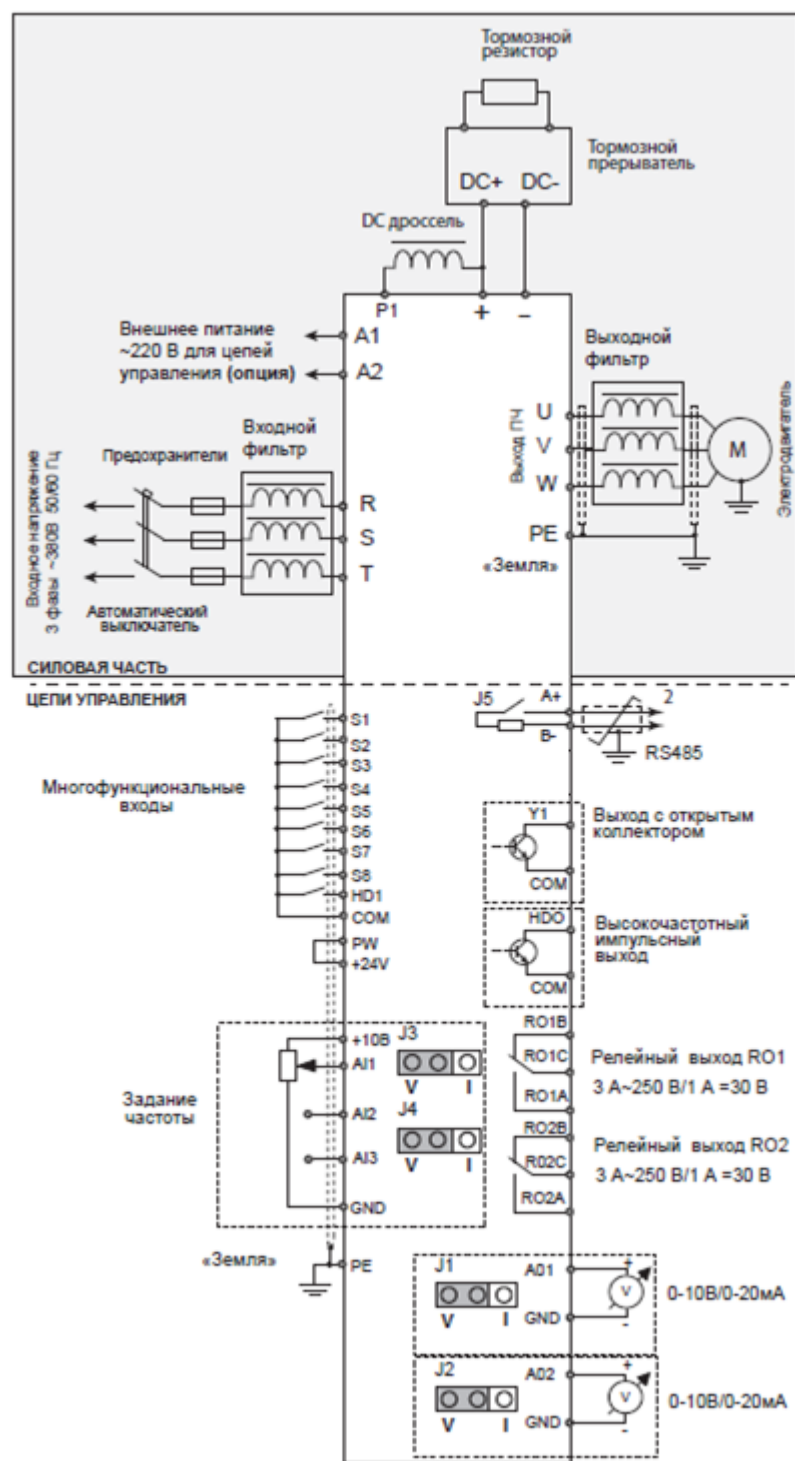 Тормозной
резистор
Тормозной
прерыватель
DC+ DC-
DC дроссель
P1 + -
Внешнее питание
~220 В для цепей
управления (опция)
A1
A2
Выходной
фильтр
Входной
фильтр
Предохранители
Входное напряжение
3 фазы ~380В 50/60 Гц
R
S
T
Автоматический
выключатель
U
V
W
Выход ПЧ
PE
«Земля»
M
Электродвигатель
СИЛОВАЯ ЧАСТЬ
ЦЕПИ УПРАВЛЕНИЯ
Многофункциональные
входы
S1
S2
S3
S4
S5
S6
S7
S8
HD1
COM
PW
+24V
J5
A+
B-
2
RS485
Y1
COM
Выход с открытым
коллектором
HDO
COM
Высокочастотный
импульсный
выход
Задание
частоты
+10В
AI1
AI2
AI3
GND
J3
V I
J4
V I
«Земля»
PE
RO1B
RO1C
RO1A
Релейный выход RO1
3 А~250 В/1 А =30 В
RO2B
R02C
RO2A
Релейный выход RO2
3 А~250 В/1 А =30 В
J1
V I
A01
GND
+
V
-
0-10В/0-20мА
J2
V I
A02
GND
+
V
-
0-10В/0-20мА